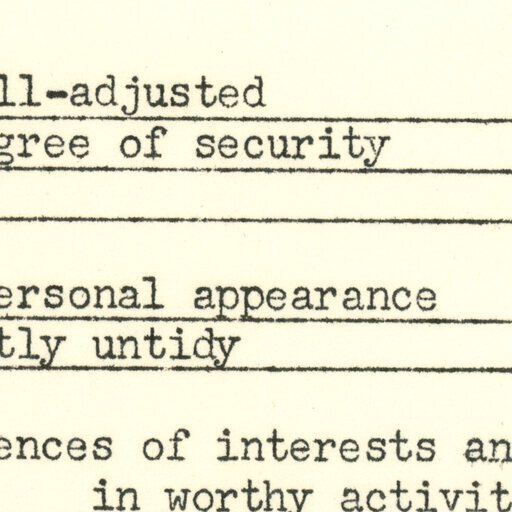 ll-adjusted
gree of security
ersonal appearance
tly untidy
ences of interests an
in worthy activit